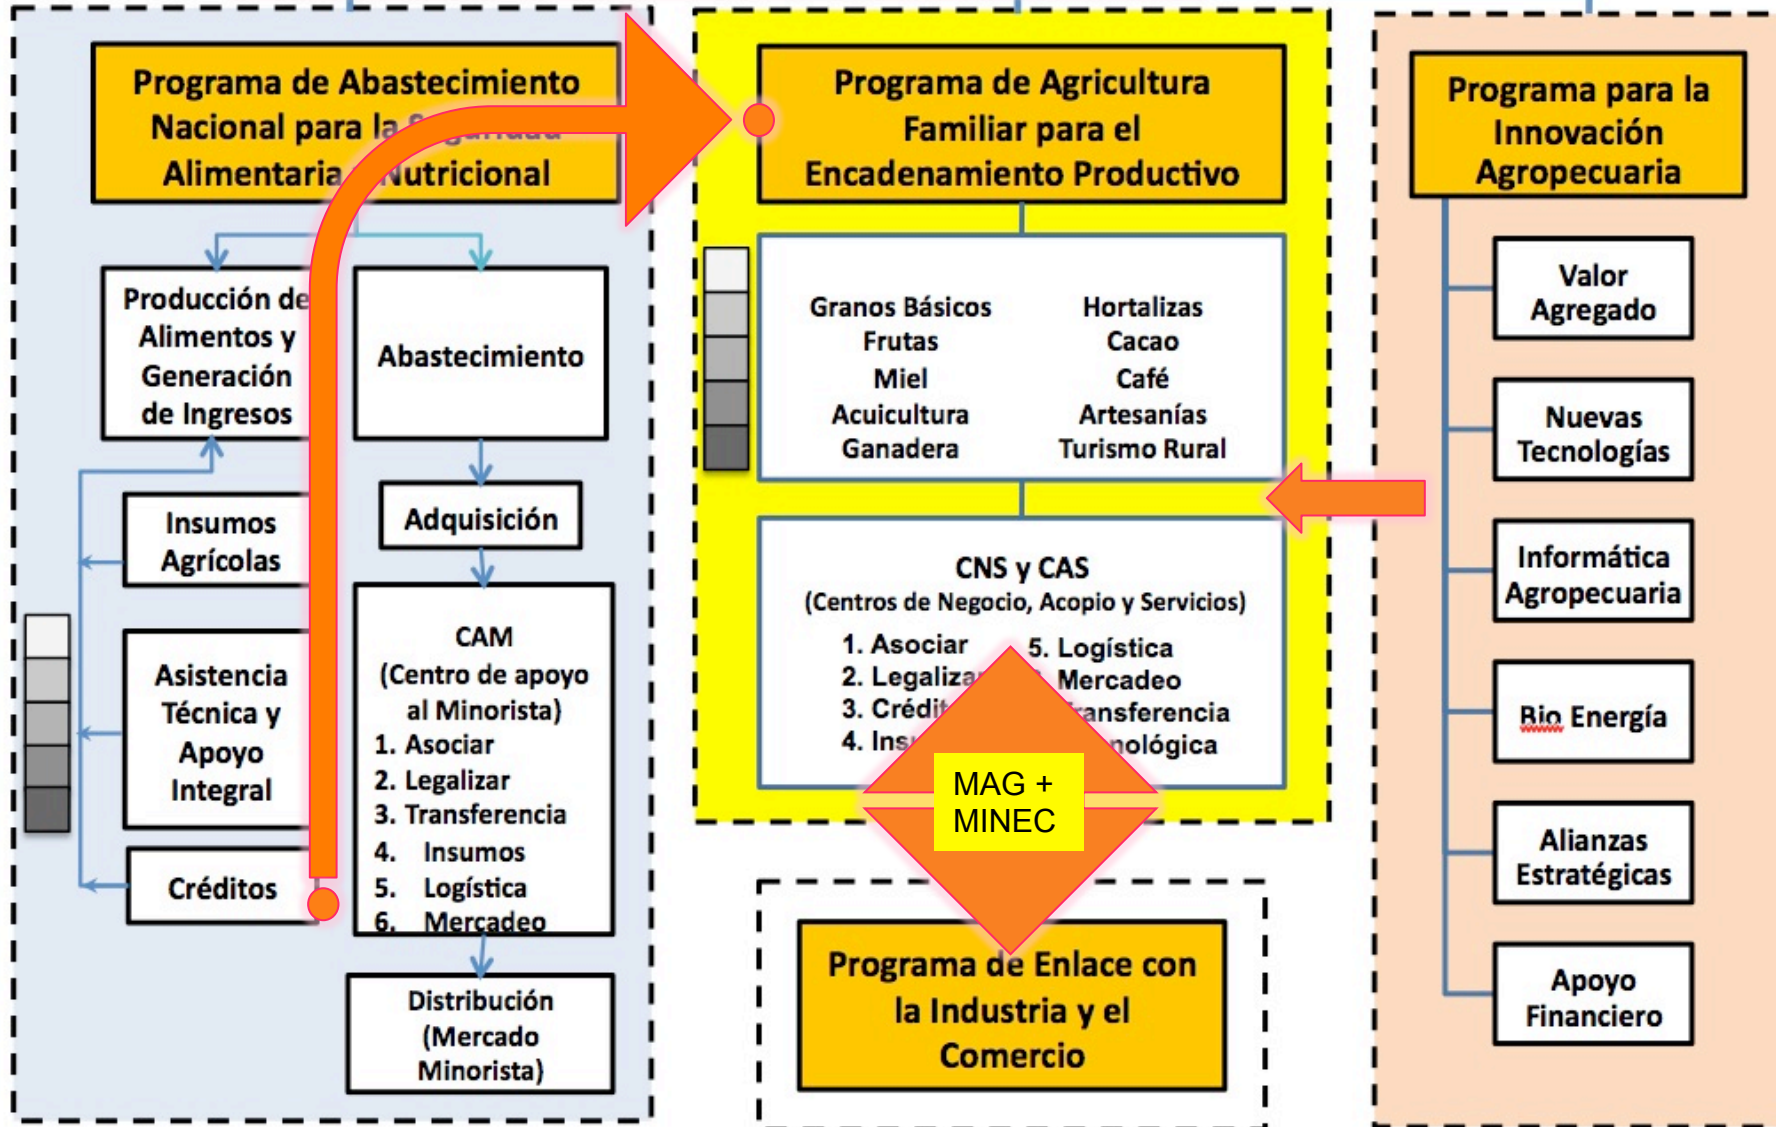 Programa de Abastecimiento
Nacional para la
Alimentaria Nutricional
Producción de
Alimentos y
Generación
de Ingresos
Insumos
Agrícolas
Asistencia
Técnica y
Apoyo
Integral
Créditos
Abastecimiento
Adquisición
CAM
(Centro de apoyo
al Minorista)
1. Asociar
2. Legalizar
3. Transferencia
4. Insumos
5. Logística
6. Mercadeo
Distribución
(Mercado
Minorista)
Programa de Agricultura
Familiar para el
Encadenamiento Productivo
Granos Básicos
Frutas
Miel
Acuicultura
Ganadera
Hortalizas
Cacao
Café
Artesanías
Turismo Rural
CNS y CAS
(Centros de Negocio, Acopio y Servicios)
1. Asociar
2. Legalizar
3.
4.
5. Logística
Mercadeo
MAG +
MINEC
Programa de Enlace con
la Industria y el
Comercio
Programa para la
Innovación
Agropecuaria
Valor
Agregado
Nuevas
Tecnologías
Informática
Agropecuaria
Bio Energía
Alianzas
Estratégicas
Apoyo
Financiero